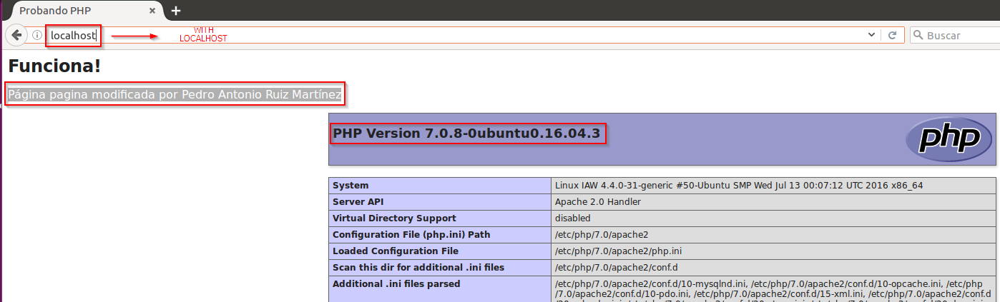 Probando PHP
localhost
WITH
LOCALHOST
Buscar
Funciona!
Página pagina modificada por Pedro Antonio Ruiz Martínez
PHP Version 7.0.8-0ubuntu0.16.04.3
php
System Linux IAW 4.4.0-31-generic #50-Ubuntu SMP Wed Jul 13 00:07:12 UTC 2016 x86_64
Server API Apache 2.0 Handler
Virtual Directory Support disabled
Configuration File (php.ini) Path /etc/php/7.0/apache2
Loaded Configuration File /etc/php/7.0/apache2/php.ini
Scan this dir for additional .ini files /etc/php/7.0/apache2/conf.d
Additional .ini files parsed /etc/php/7.0/apache2/conf.d/10-mysqlnd.ini, /etc/php/7.0/apache2/conf.d/10-opcache.ini, /etc/php
/7.0/apache2/conf.d/10-pdo.ini, /etc/php/7.0/apache2/conf.d/15-xml.ini, /etc/php/7.0/apache2/conf.d